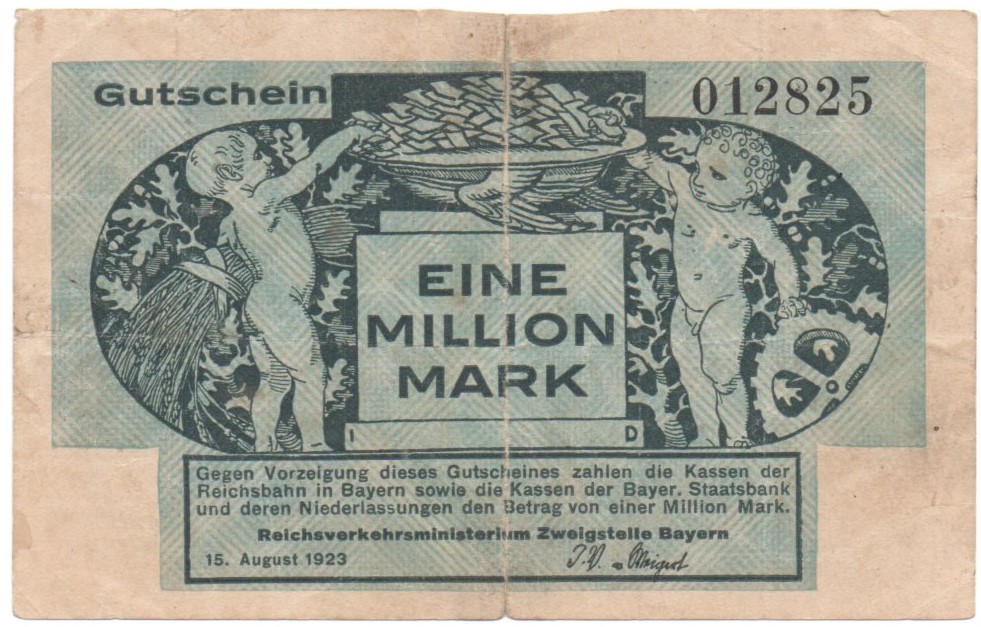 Gutschein
012825
EINE
MILLION
MARK
I D
Gegen Vorzeigung dieses Gutscheines zahlen die Kassen der
Reichsbahn in Bayern sowie die Kassen der Bayer. Staatsbank
und deren Niederlassungen den Betrag von einer Million Mark.
Reichsverkehrsministerium Zweigstelle Bayern
15. August 1923
J.V.